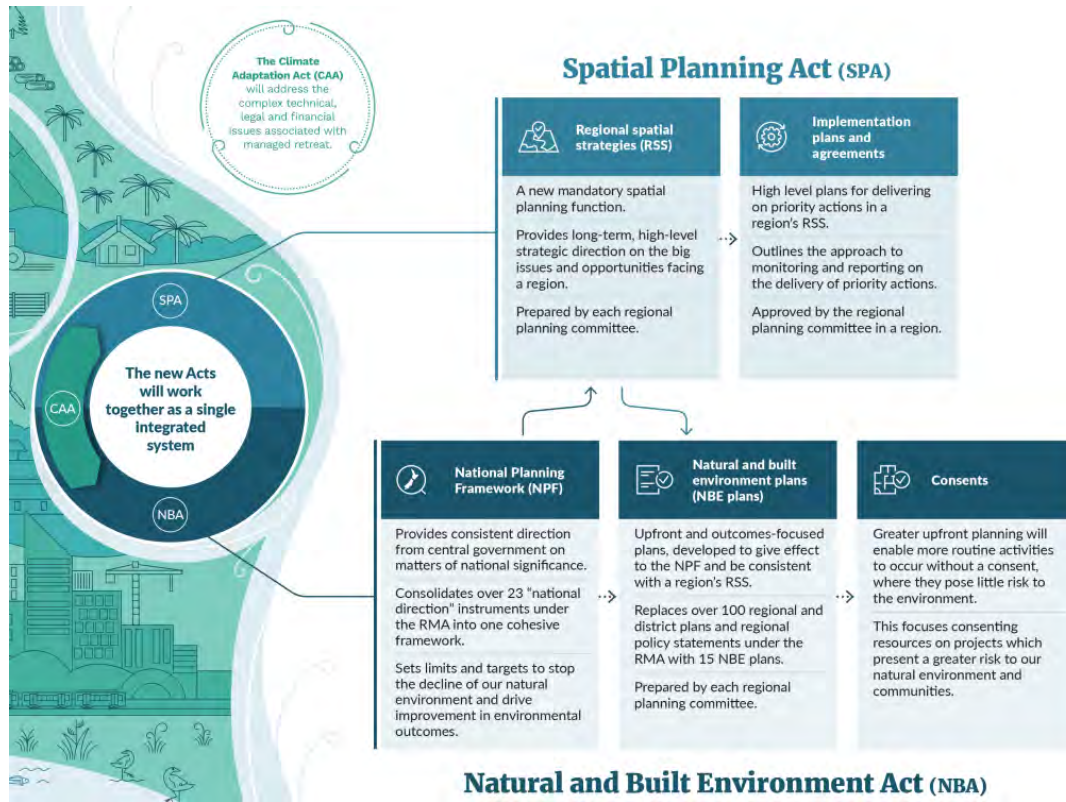 The Climate
Adaptation Act (CAA)
will address the
complex technical,
legal and financial
issues associated with
managed retreat.
Spatial Planning Act (SPA)
Regional spatial
strategies (RSS)
A new mandatory spatial
planning function.
Provides long-term, high-level
strategic direction on the big
issues and opportunities facing
a region.
Prepared by each regional
planning committee.
Implementation
plans and
agreements
High level plans for delivering
on priority actions in a
region's RSS.
Outlines the approach to
monitoring and reporting on
the delivery of priority actions.
Approved by the regional
planning committee in a region.
SPA
CAA
NBA
The new Acts
will work
together as a single
integrated
system
National Planning
Framework (NPF)
Provides consistent direction
from central government on
matters of national significance.
Consolidates over 23 "national
direction" instruments under
the RMA into one cohesive
framework.
Sets limits and targets to stop
the decline of our natural
environment and drive
improvement in environmental
outcomes.
Natural and built
environment plans
(NBE plans)
Upfront and outcomes-focused
plans, developed to give effect
to the NPF and be consistent
with a region's RSS.
Replaces over 100 regional and
district plans and regional
policy statements under the
RMA with 15 NBE plans.
Prepared by each regional
planning committee.
Consents
Greater upfront planning will
enable more routine activities
to occur without a consent,
where they pose little risk to
the environment.
This focuses consenting
resources on projects which
present a greater risk to our
natural environment and
communities.
Natural and Built Environment Act (NBA)